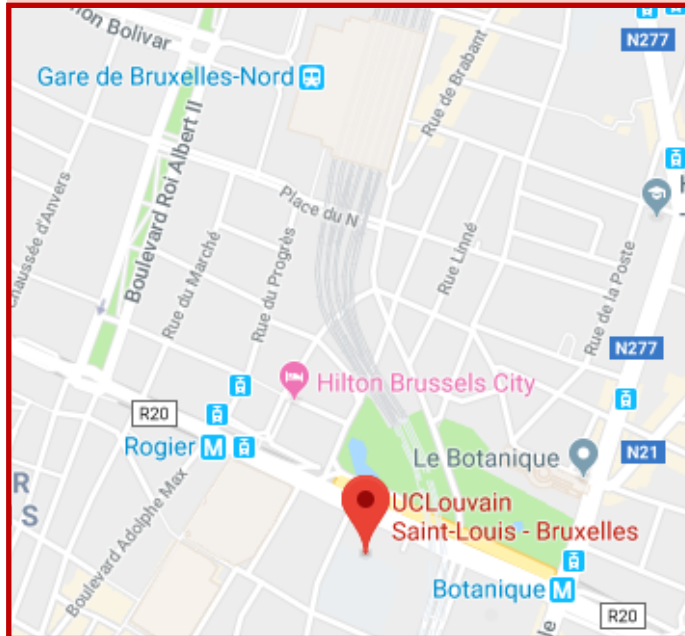 non Bolivar
N277
Gare de Bruxelles-Nord
Rue de Brabant
Boulevard Roi Albert II
Place du N
H
Chaussée d'Anvers
Rue du Marché
Rue du Progrès
Rue Linné
Rue de la Poste
N277
Hilton Brussels City
R20
Rogier M
Le Botanique
N21
R
S
Boulevard Adolphe Max
UCLouvain
Saint-Louis - Bruxelles
Botanique M
R20
le